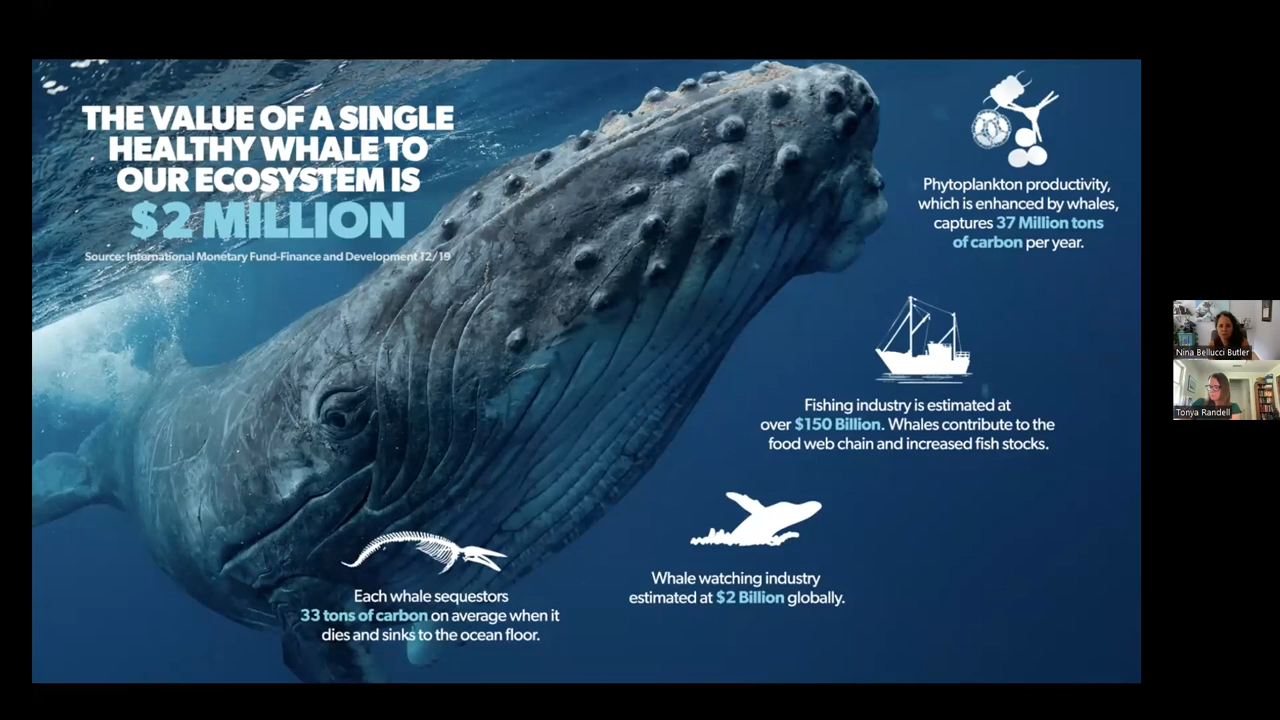 THE VALUE OF A SINGLE
HEALTHY WHALE TO
OUR ECOSYSTEM IS
$2 MILLION
Source: International Monetary Fund-Finance and Development 12/19
Phytoplankton productivity,
which is enhanced by whales,
captures 37 Million tons
of carbon per year.
Fishing industry is estimated at
over $150 Billion. Whales contribute to the
food web chain and increased fish stocks.
Whale watching industry
estimated at $2 Billion globally.
Each whale sequestors
33 tons of carbon on average when it
dies and sinks to the ocean floor.
Nina Bellucci Butler
Tonya Randell